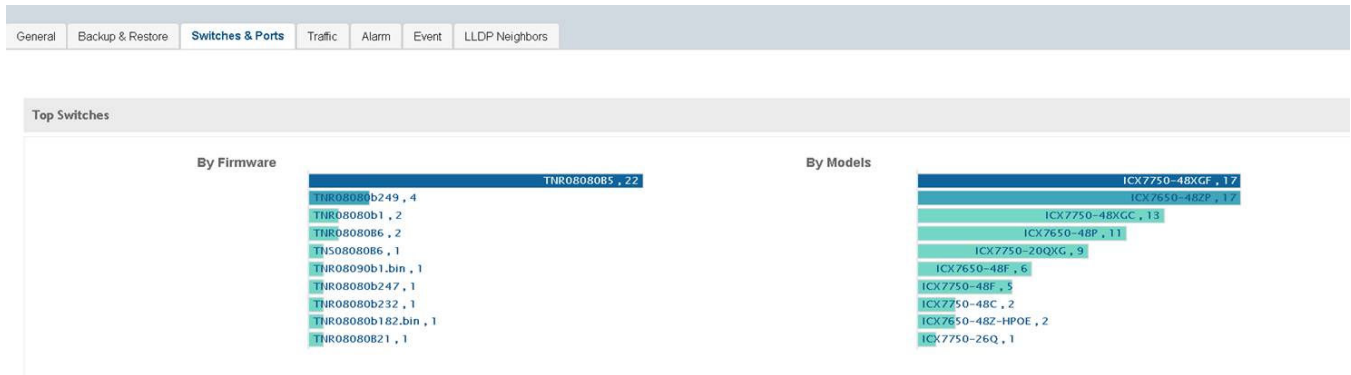 General Backup & Restore Switches & Ports Traffic Alarm Event LLDP Neighbors
Top Switches
By Firmware
TNR08080B5 , 22
TNR08080b249 , 4
TNR08080b1 , 2
TNR08080B6 , 2
TNS08080B6 , 1
TNR08090b1.bin , 1
TNR08080b247 , 1
TNR08080b232 , 1
TNR08080b182.bin , 1
TNR08080B21 , 1
By Models
ICX7750-48XGF , 17
ICX7650-48ZP , 17
ICX7750-48XGC , 13
ICX7650-48P , 11
ICX7750-20QXG , 9
ICX7650-48F , 6
ICX7750-48F , 5
ICX7750-48C , 2
ICX7650-48Z-HPOE , 2
ICX7750-26Q , 1